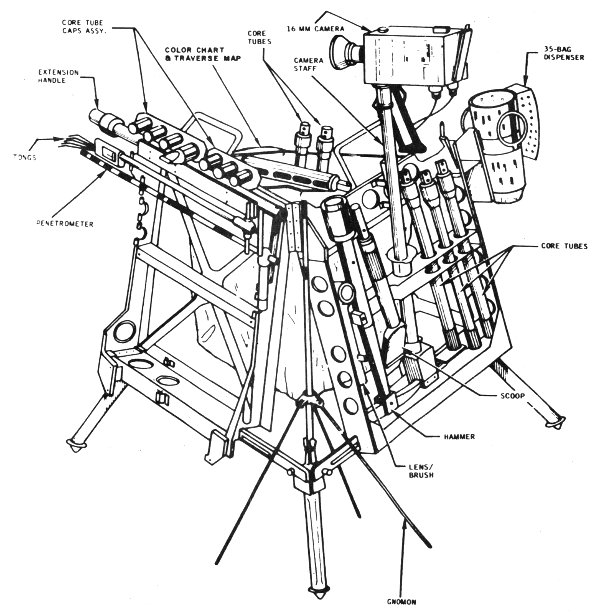 CORE TUBE
CAPS ASSY.
COLOR CHART
& TRAVERSE MAP
CORE
TUBES
16 MM CAMERA
CAMERA
STAFF
35-BAG
DISPENSER
EXTENSION
HANDLE
TONGS
PENETROMETER
CORE TUBES
SCOOP
HAMMER
LENS/
BRUSH
GNOMON